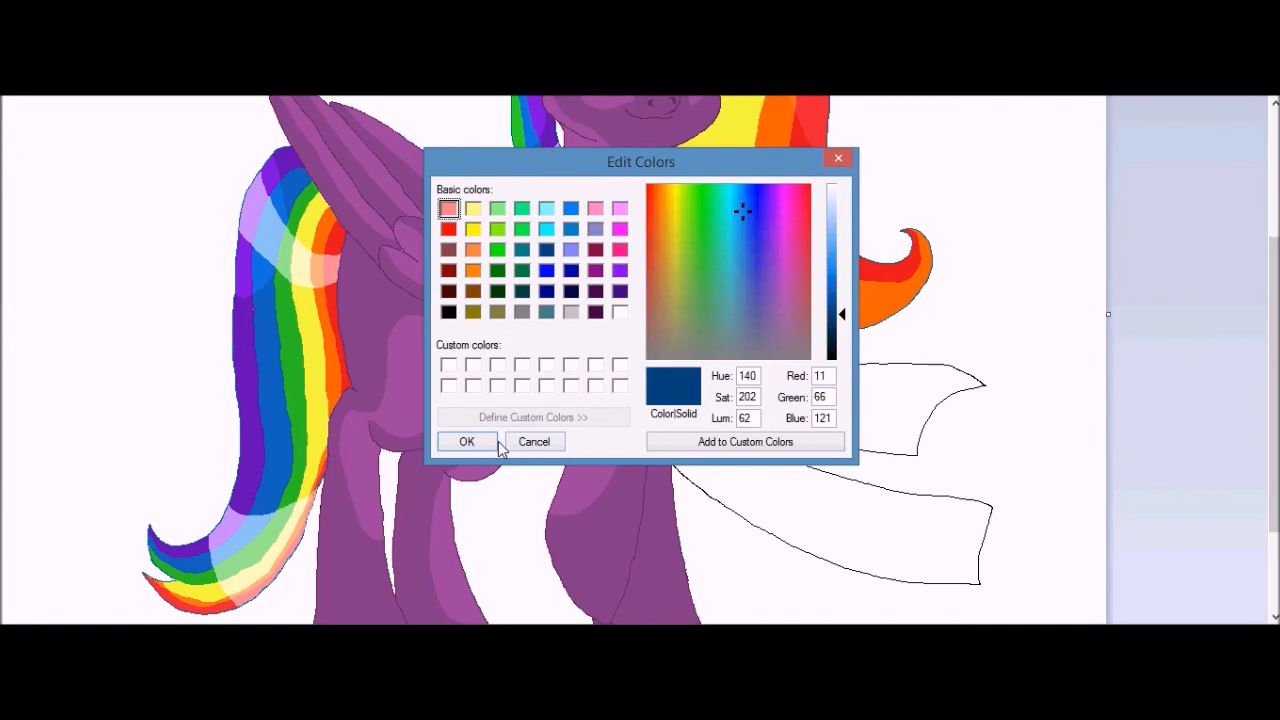 Edit Colors
Basic colors:
Custom colors:
Define Custom Colors >>
OK
Cancel
Color|Solid
Hue: 140
Sat: 202
Lum: 62
Red: 11
Green: 66
Blue: 121
Add to Custom Colors